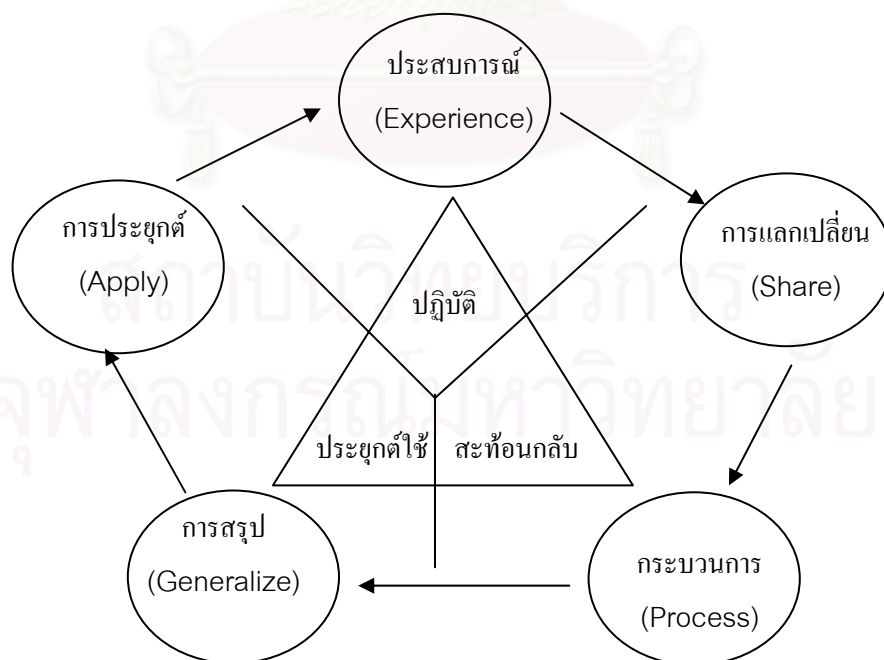 ประสบการณ์
(Experience)
การประยุกต์
(Apply)
การแลกเปลี่ยน
(Share)
ปฏิบัติ
ประยุกต์ใช้
สะท้อนกลับ
การสรุป
(Generalize)
กระบวนการ
(Process)
สถาบันวิทยบริการ
จุฬาลงกรณ์มหาวิทยาลัย